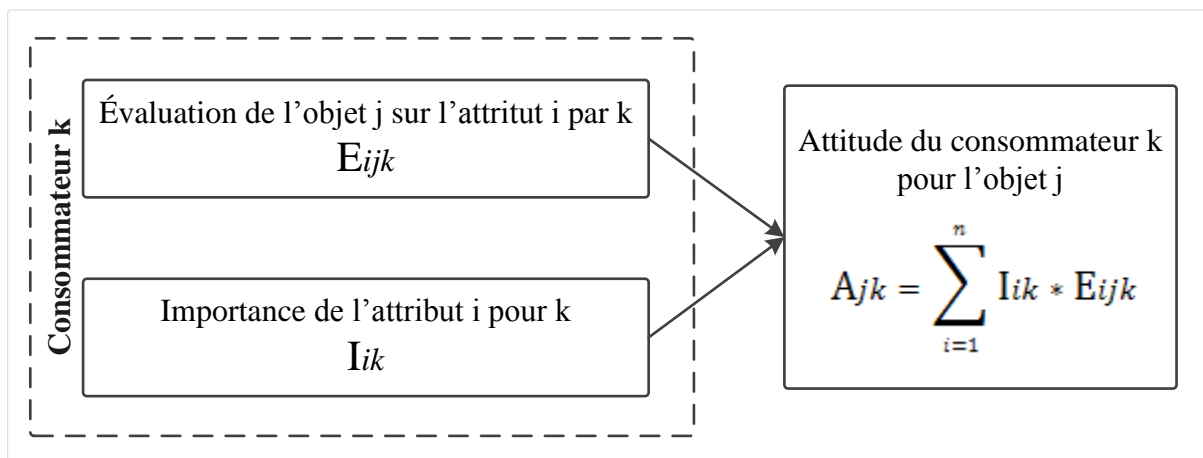 Consommateur k
Évaluation de l’objet j sur l’attritut i par k
Eijk
Importance de l’attribut i pour k
Iik
Attitude du consommateur k
pour l’objet j
n
Ajk = ∑ Iik * Eijk
i=1